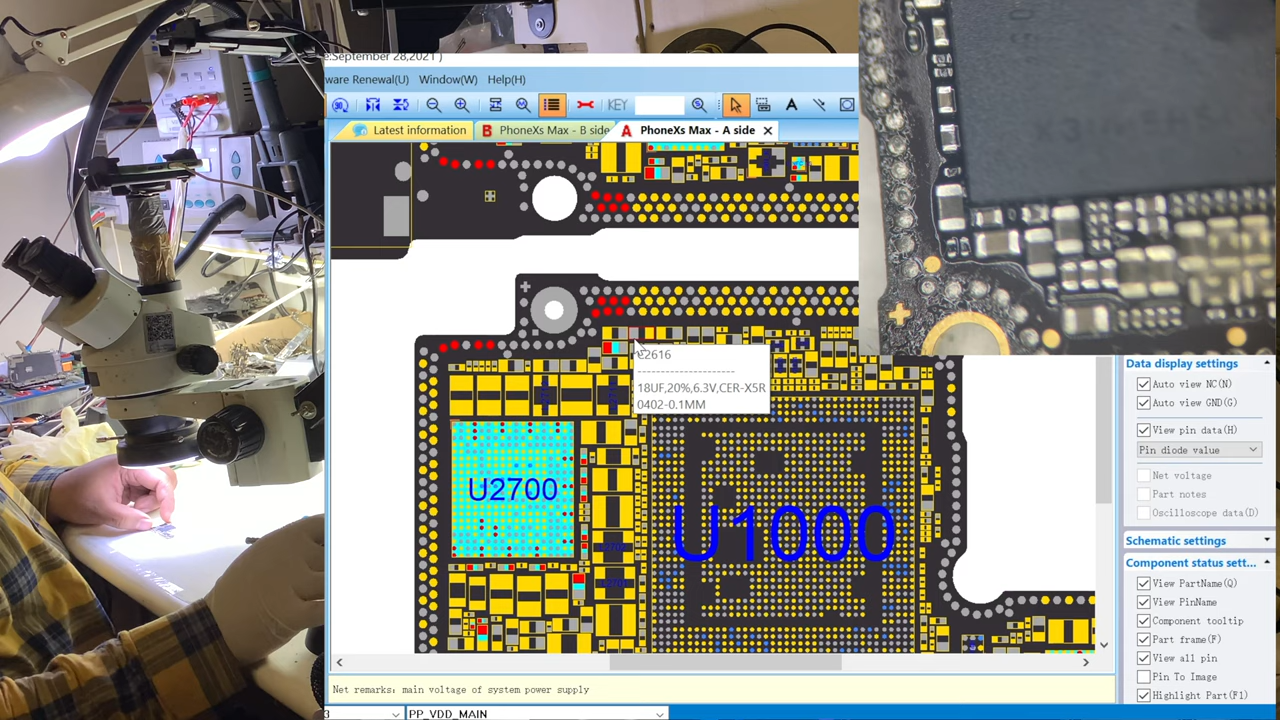 e:September 28,2021 )
ware Renewal(U) Window(W) Help(H)
KEY
Latest information
B PhoneXs Max - B side
A PhoneXs Max - A side
2616
--------------------
18UF,20%,6.3V,CER-X5R
0402-0.1MM
U2700
U1000
Data display settings
Auto view NC(N)
Auto view GND(G)
View pin data(H)
Pin diode value
Net voltage
Part notes
Oscilloscope data(D)
Schematic settings
Component status sett...
View PartName(Q)
View PinName
Component tooltip
Part frame(F)
View all pin
Pin To Image
Highlight Part(F1)
Net remarks: main voltage of system power supply
3
PP_VDD_MAIN